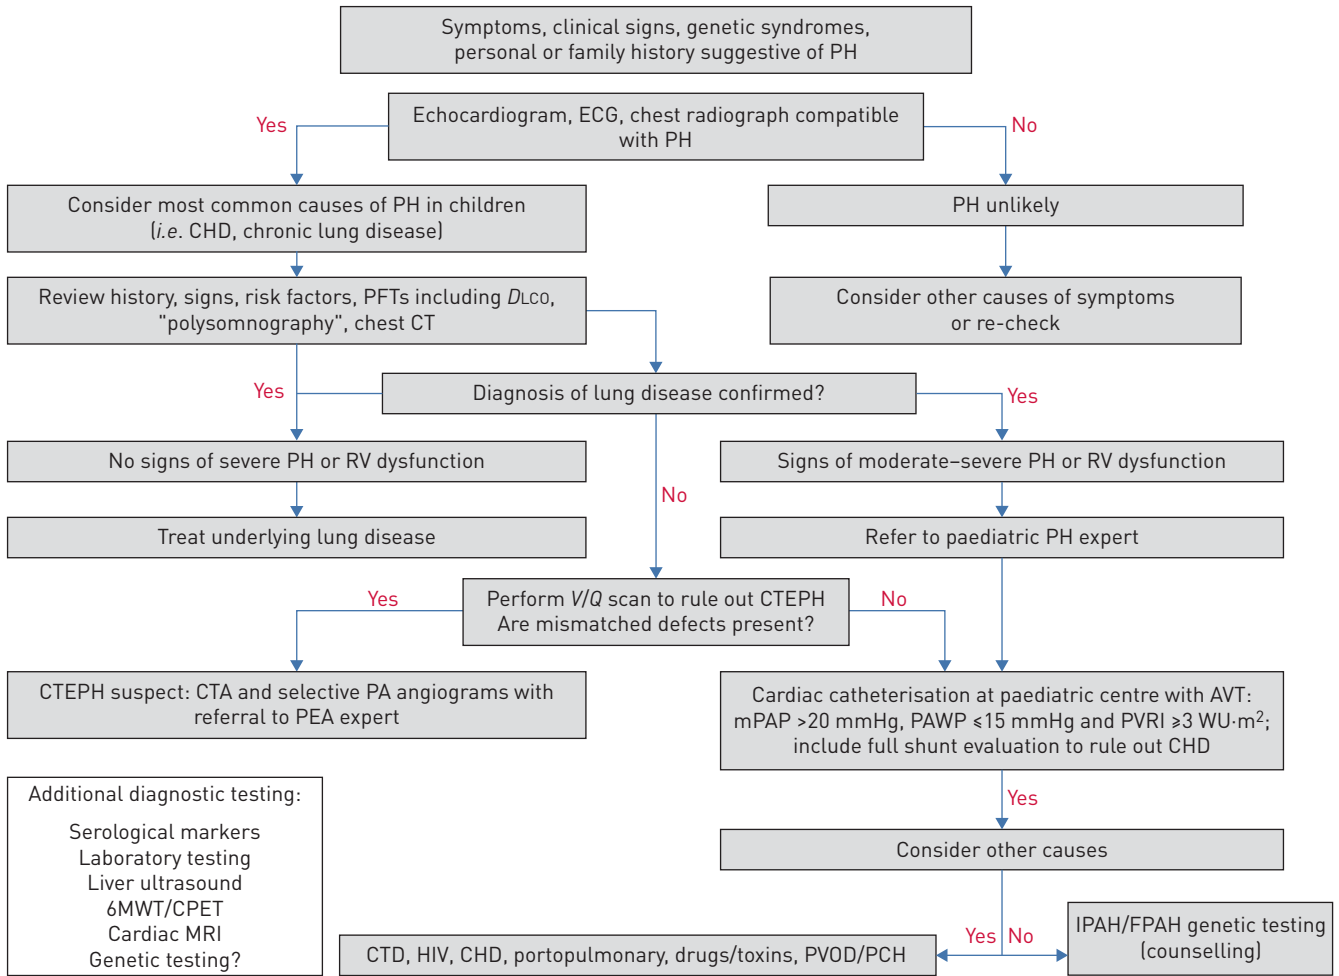 Symptoms, clinical signs, genetic syndromes,
personal or family history suggestive of PH
Echocardiogram, ECG, chest radiograph compatible
with PH
Yes
No
Consider most common causes of PH in children
(i.e. CHD, chronic lung disease)
PH unlikely
Review history, signs, risk factors, PFTs including DLCO,
"polysomnography", chest CT
Consider other causes of symptoms
or re-check
Diagnosis of lung disease confirmed?
Yes
Yes
No signs of severe PH or RV dysfunction
Signs of moderate–severe PH or RV dysfunction
No
Treat underlying lung disease
Refer to paediatric PH expert
Perform V/Q scan to rule out CTEPH
Are mismatched defects present?
Yes
No
CTEPH suspect: CTA and selective PA angiograms with
referral to PEA expert
Cardiac catheterisation at paediatric centre with AVT:
mPAP >20 mmHg, PAWP ⩽15 mmHg and PVRI ⩾3 WU·m²;
include full shunt evaluation to rule out CHD
Yes
Additional diagnostic testing:
Serological markers
Laboratory testing
Liver ultrasound
6MWT/CPET
Cardiac MRI
Genetic testing?
Consider other causes
Yes
No
CTD, HIV, CHD, portopulmonary, drugs/toxins, PVOD/PCH
IPAH/FPAH genetic testing
(counselling)